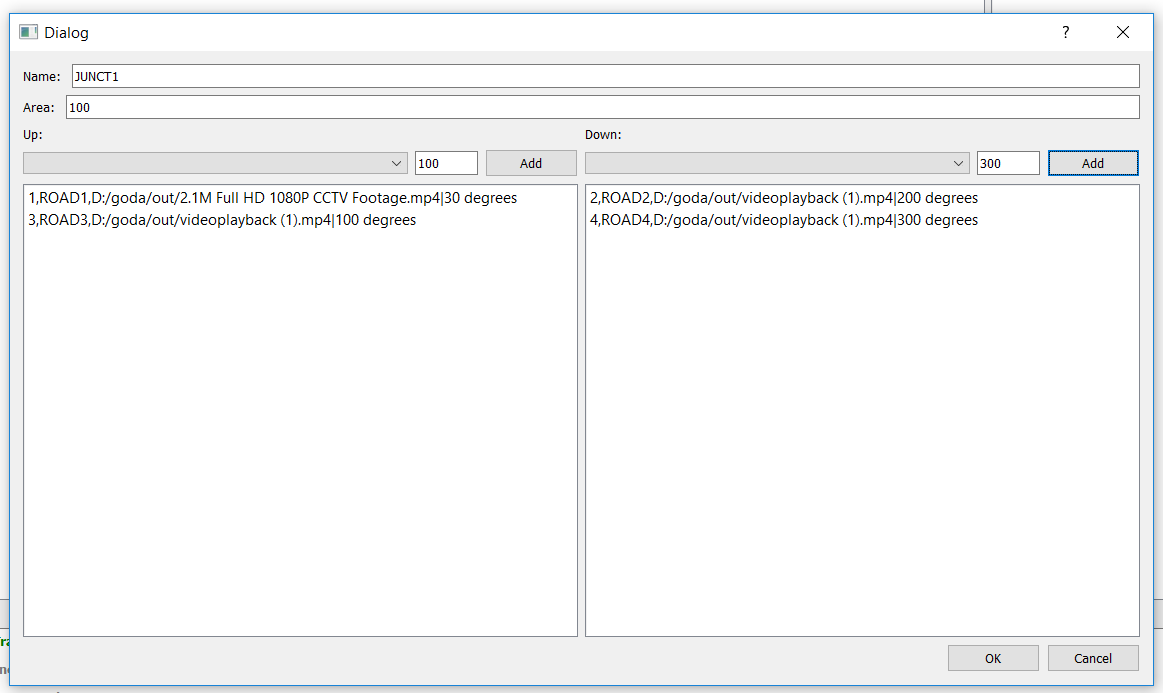 Dialog
?
Name: JUNCT1
Area: 100
Up:
Down:
100 Add
300 Add
1,ROAD1,D:/goda/out/2.1M Full HD 1080P CCTV Footage.mp4|30 degrees
3,ROAD3,D:/goda/out/videoplayback (1).mp4|100 degrees
2,ROAD2,D:/goda/out/videoplayback (1).mp4|200 degrees
4,ROAD4,D:/goda/out/videoplayback (1).mp4|300 degrees
OK Cancel